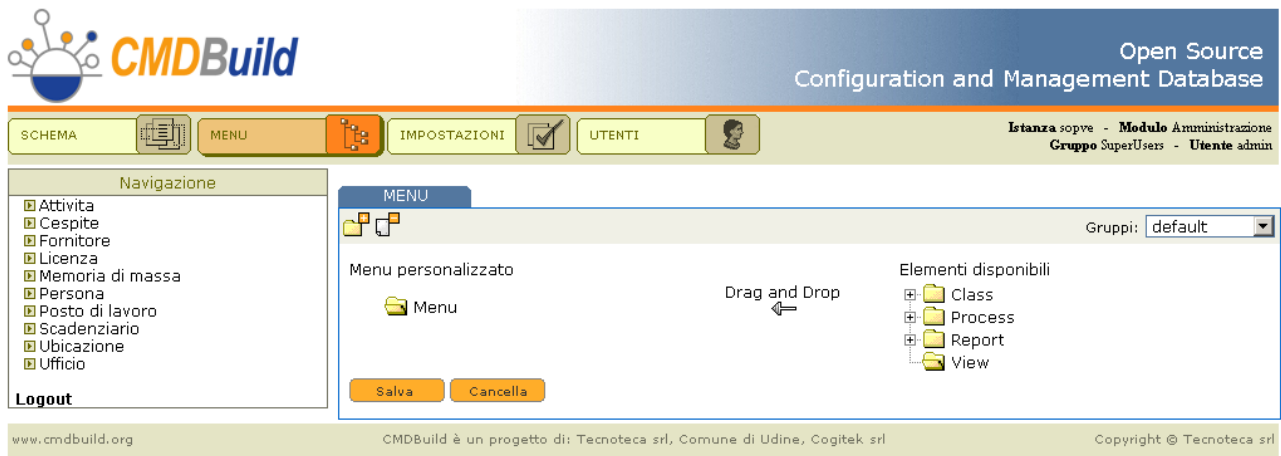 CMDBuild
Open Source
Configuration and Management Database
SCHEMA
MENU
IMPOSTAZIONI
UTENTI
Istanza sopve - Modulo Amministrazione
Gruppo SuperUsers - Utente admin
Navigazione
Attivita
Cespite
Fornitore
Licenza
Memoria di massa
Persona
Posto di lavoro
Scadenziario
Ubicazione
Ufficio
Logout
MENU
Gruppi: default
Menu personalizzato
Menu
Drag and Drop
Elementi disponibili
Class
Process
Report
View
Salva
Cancella
www.cmdbuild.org
CMDBuild è un progetto di: Tecnoteca srl, Comune di Udine, Cogitek srl
Copyright © Tecnoteca srl